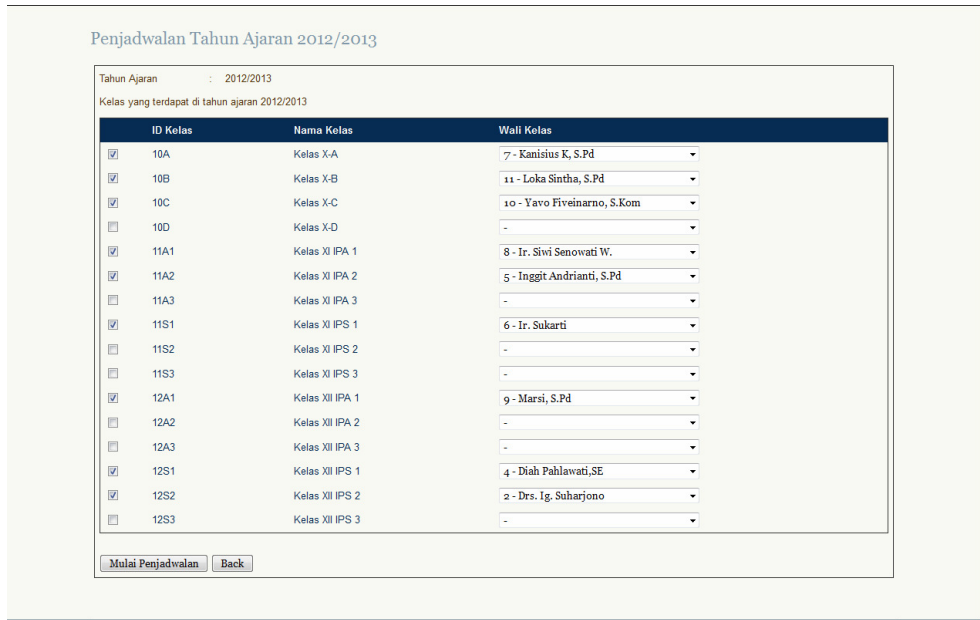 Penjadwalan Tahun Ajaran 2012/2013
Tahun Ajaran : 2012/2013
Kelas yang terdapat di tahun ajaran 2012/2013
ID Kelas Nama Kelas Wali Kelas
10A Kelas X-A 7 - Kanisius K, S.Pd
10B Kelas X-B 11 - Loka Sintha, S.Pd
10C Kelas X-C 10 - Yavo Fiveinarno, S.Kom
10D Kelas X-D -
11A1 Kelas XI IPA 1 8 - Ir. Siwi Senowati W.
11A2 Kelas XI IPA 2 5 - Inggit Andrianti, S.Pd
11A3 Kelas XI IPA 3 -
11S1 Kelas XI IPS 1 6 - Ir. Sukarti
11S2 Kelas XI IPS 2 -
11S3 Kelas XI IPS 3 -
12A1 Kelas XII IPA 1 9 - Marsi, S.Pd
12A2 Kelas XII IPA 2 -
12A3 Kelas XII IPA 3 -
12S1 Kelas XII IPS 1 4 - Diah Pahlawati,SE
12S2 Kelas XII IPS 2 2 - Drs. Ig. Suharjono
12S3 Kelas XII IPS 3 -
Mulai Penjadwalan Back